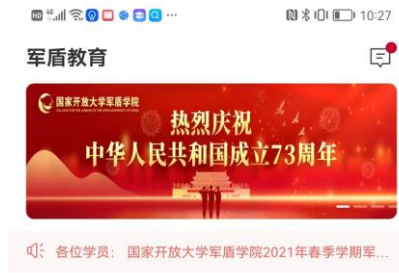 HD 10:27
军盾教育
国家开放大学军盾学院
热烈庆祝
中华人民共和国成立73周年
各位学员： 国家开放大学军盾学院2021年春季学期军...